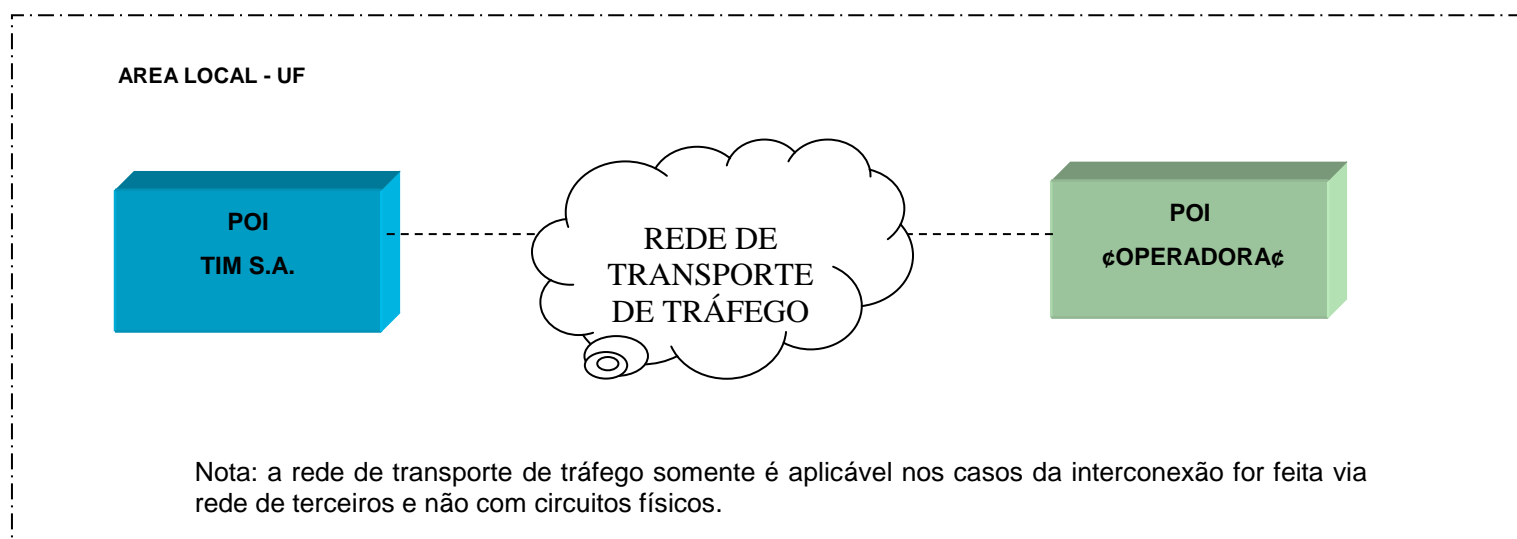 AREA LOCAL - UF
POI
TIM S.A.
REDE DE
TRANSPORTE
DE TRÁFEGO
POI
¢OPERADORA¢
Nota: a rede de transporte de tráfego somente é aplicável nos casos da interconexão for feita via
rede de terceiros e não com circuitos físicos.